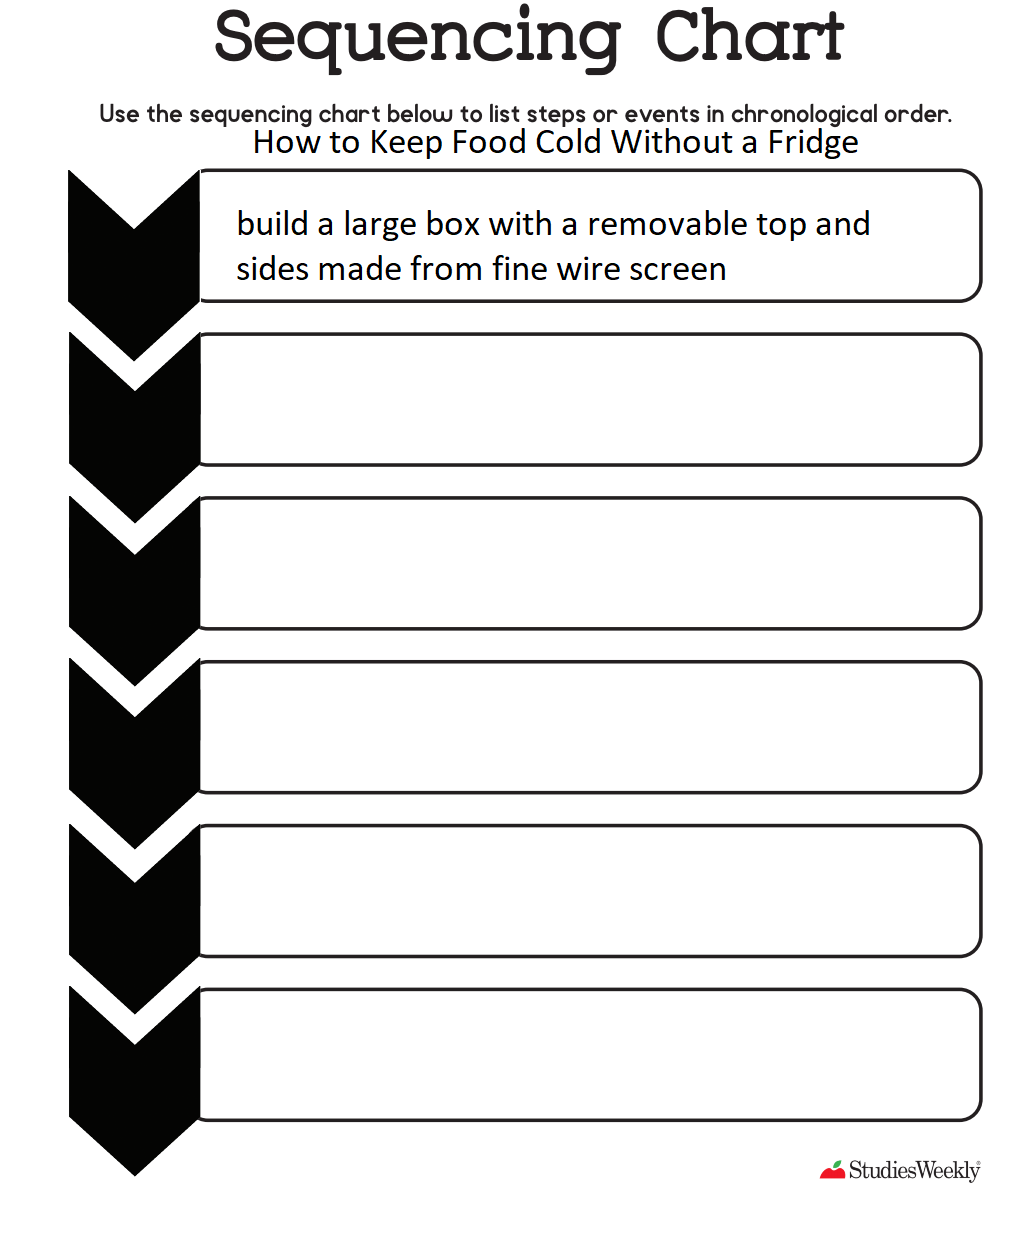 Sequencing Chart
Use the sequencing chart below to list steps or events in chronological order.
How to Keep Food Cold Without a Fridge
build a large box with a removable top and
sides made from fine wire screen
StudiesWeekly®